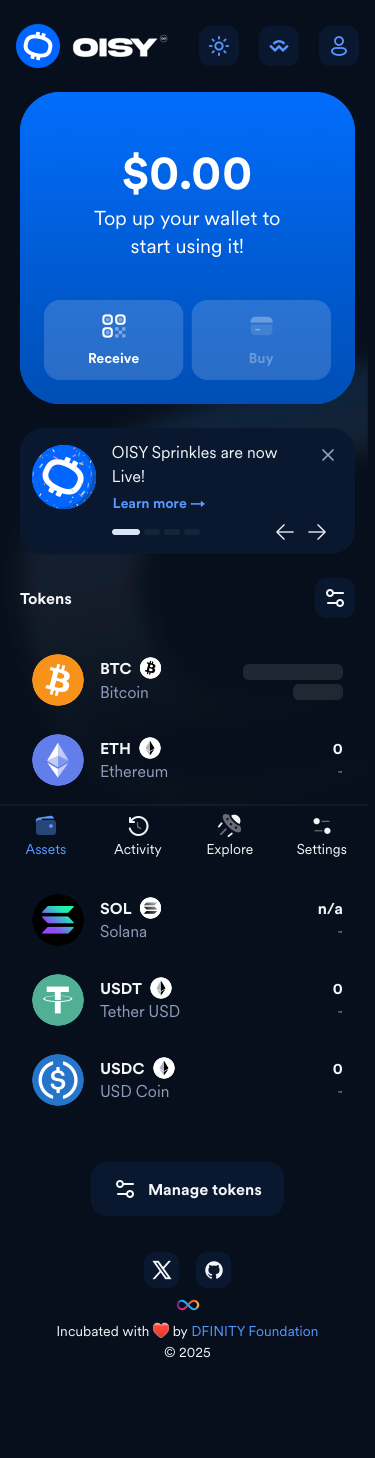 OISY
$0.00
Top up your wallet to
start using it!
Receive
Buy
OISY Sprinkles are now
Live!
Learn more →
Tokens
BTC
Bitcoin
ETH 0
Ethereum -
Assets Activity Explore Settings
SOL n/a
Solana -
USDT 0
Tether USD -
USDC 0
USD Coin -
Manage tokens
Incubated with ❤️ by DFINITY Foundation
© 2025